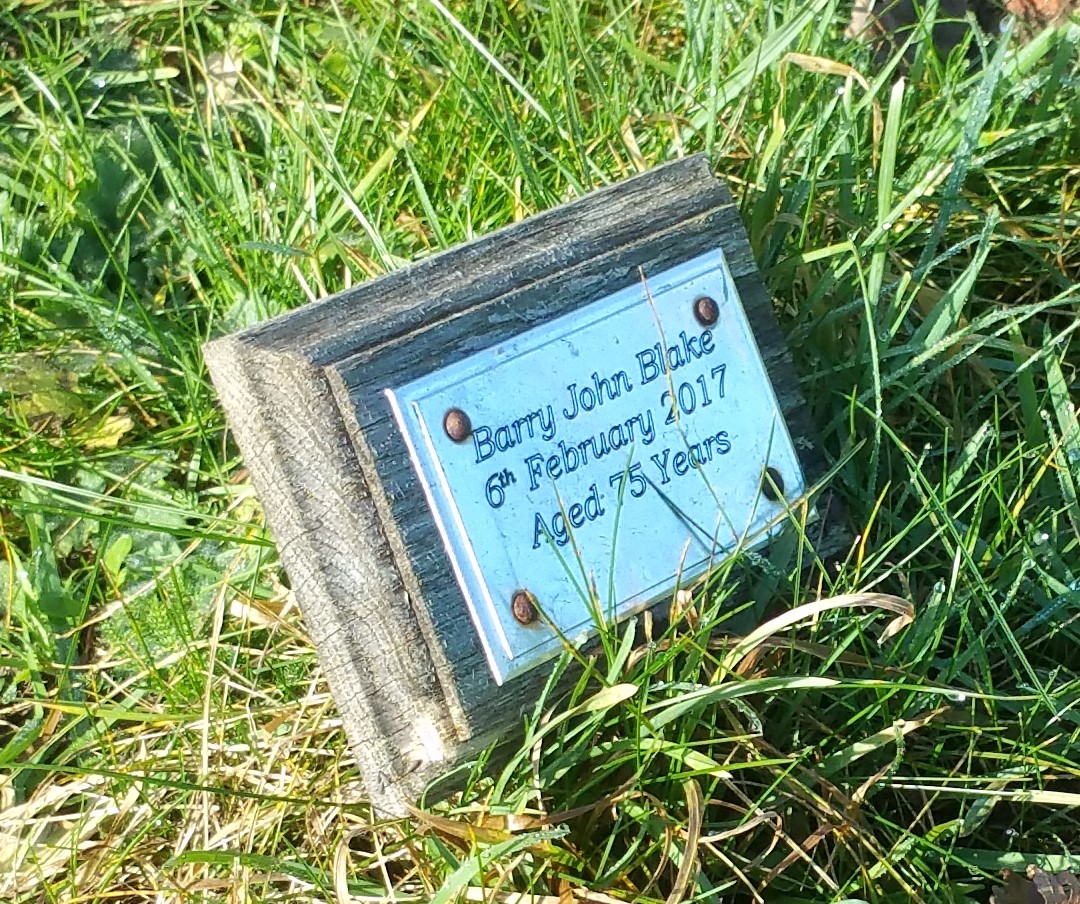 Barry John Blake
6th February 2017
Aged 75 Years